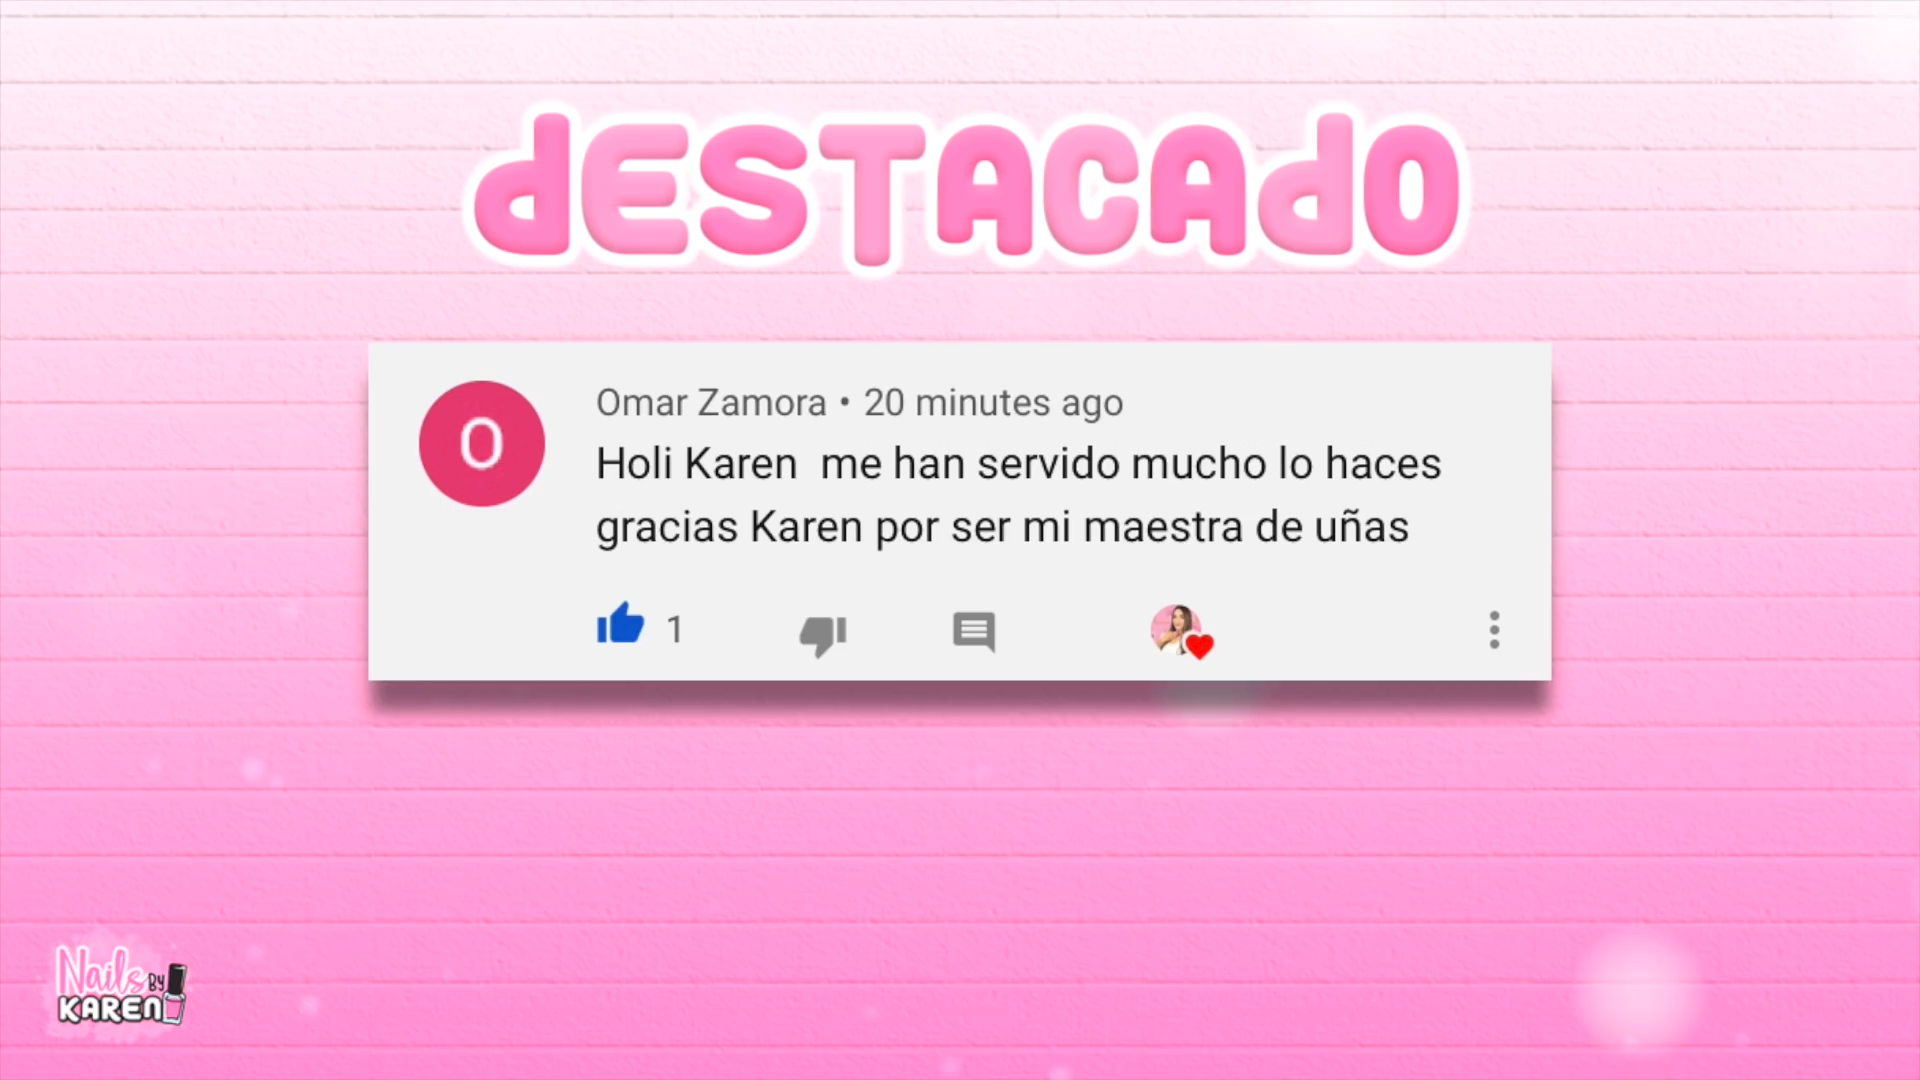 dESTACAdO
O
Omar Zamora • 20 minutes ago
Holi Karen  me han servido mucho lo haces
gracias Karen por ser mi maestra de uñas
1
Nails BY
KAREN